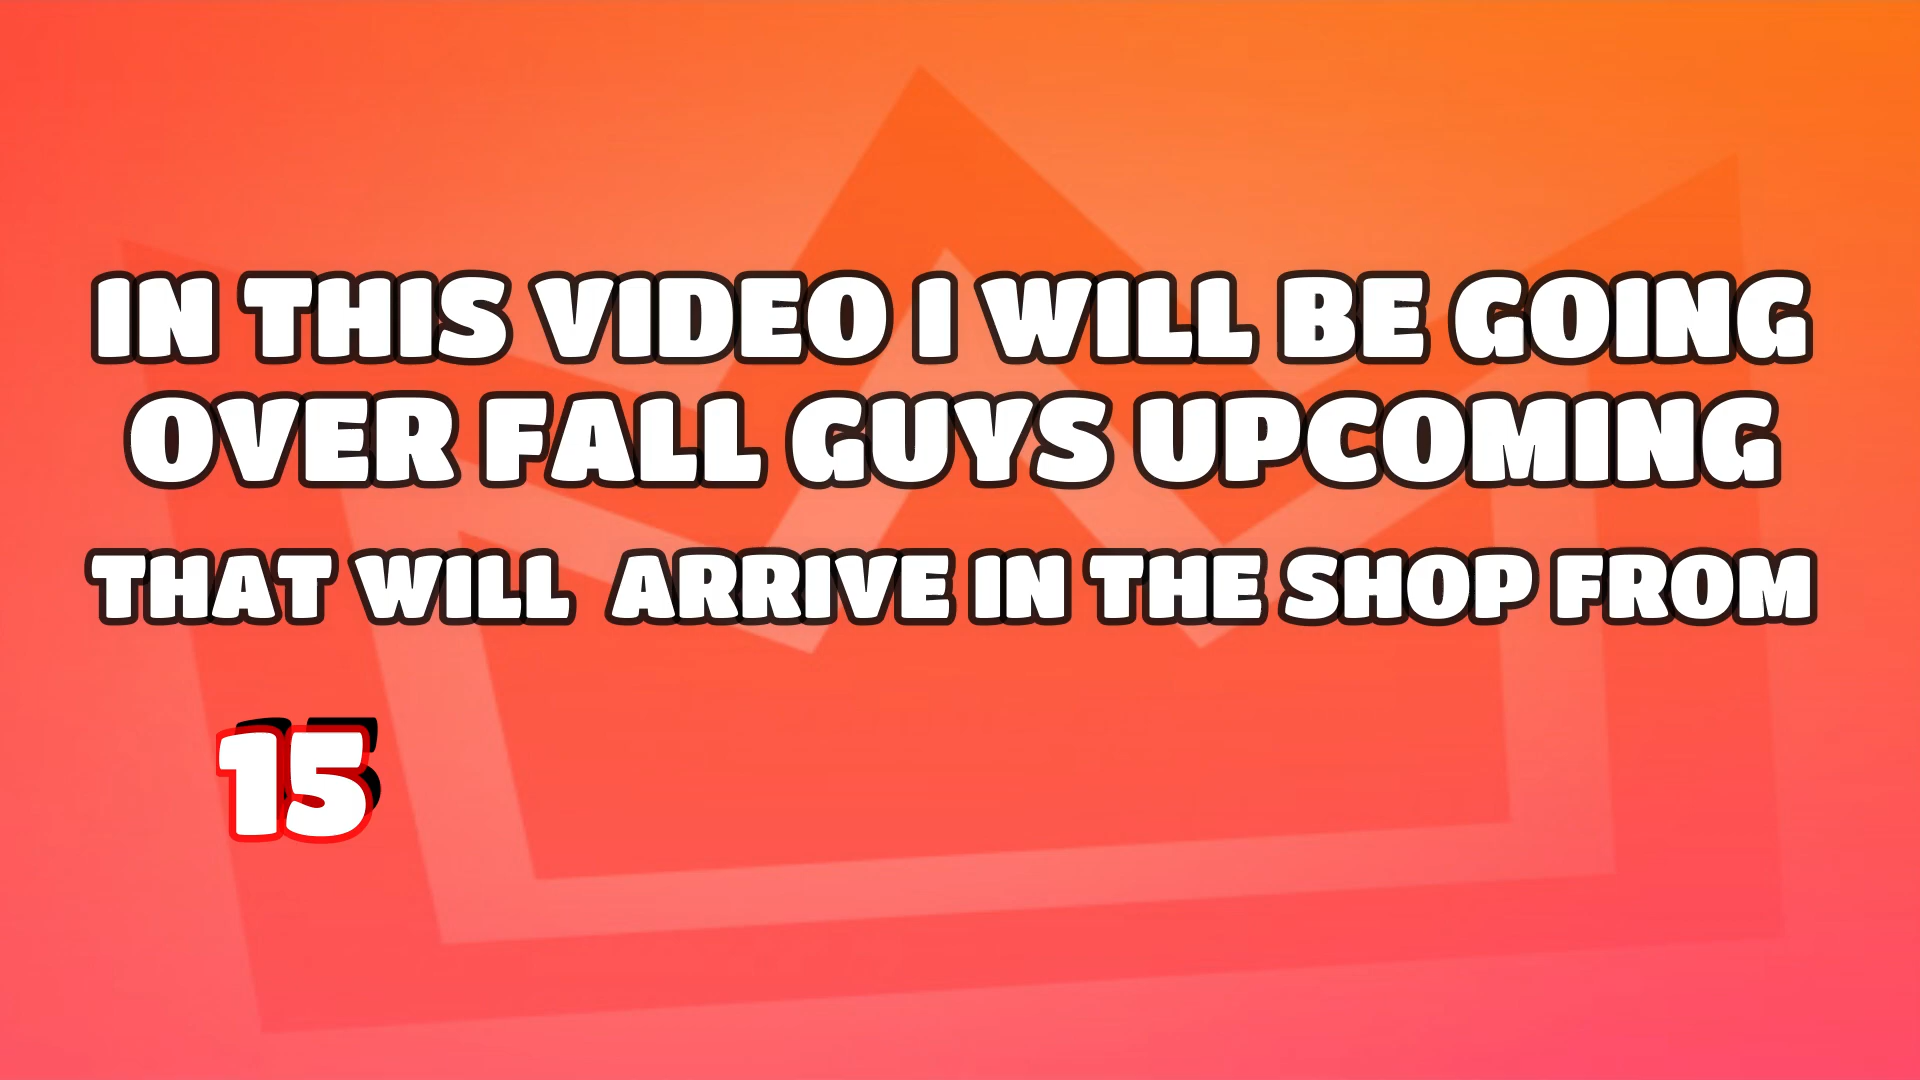 IN THIS VIDEO I WILL BE GOING
OVER FALL GUYS UPCOMING
THAT WILL ARRIVE IN THE SHOP FROM
15